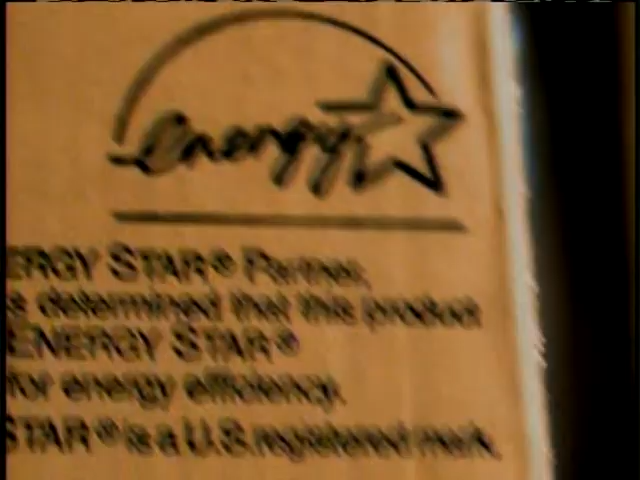 energy
ERGY STAR® Partner,
s determined that this product
ENERGY STAR®
for energy efficiency.
STAR® is a U.S. registered mark.